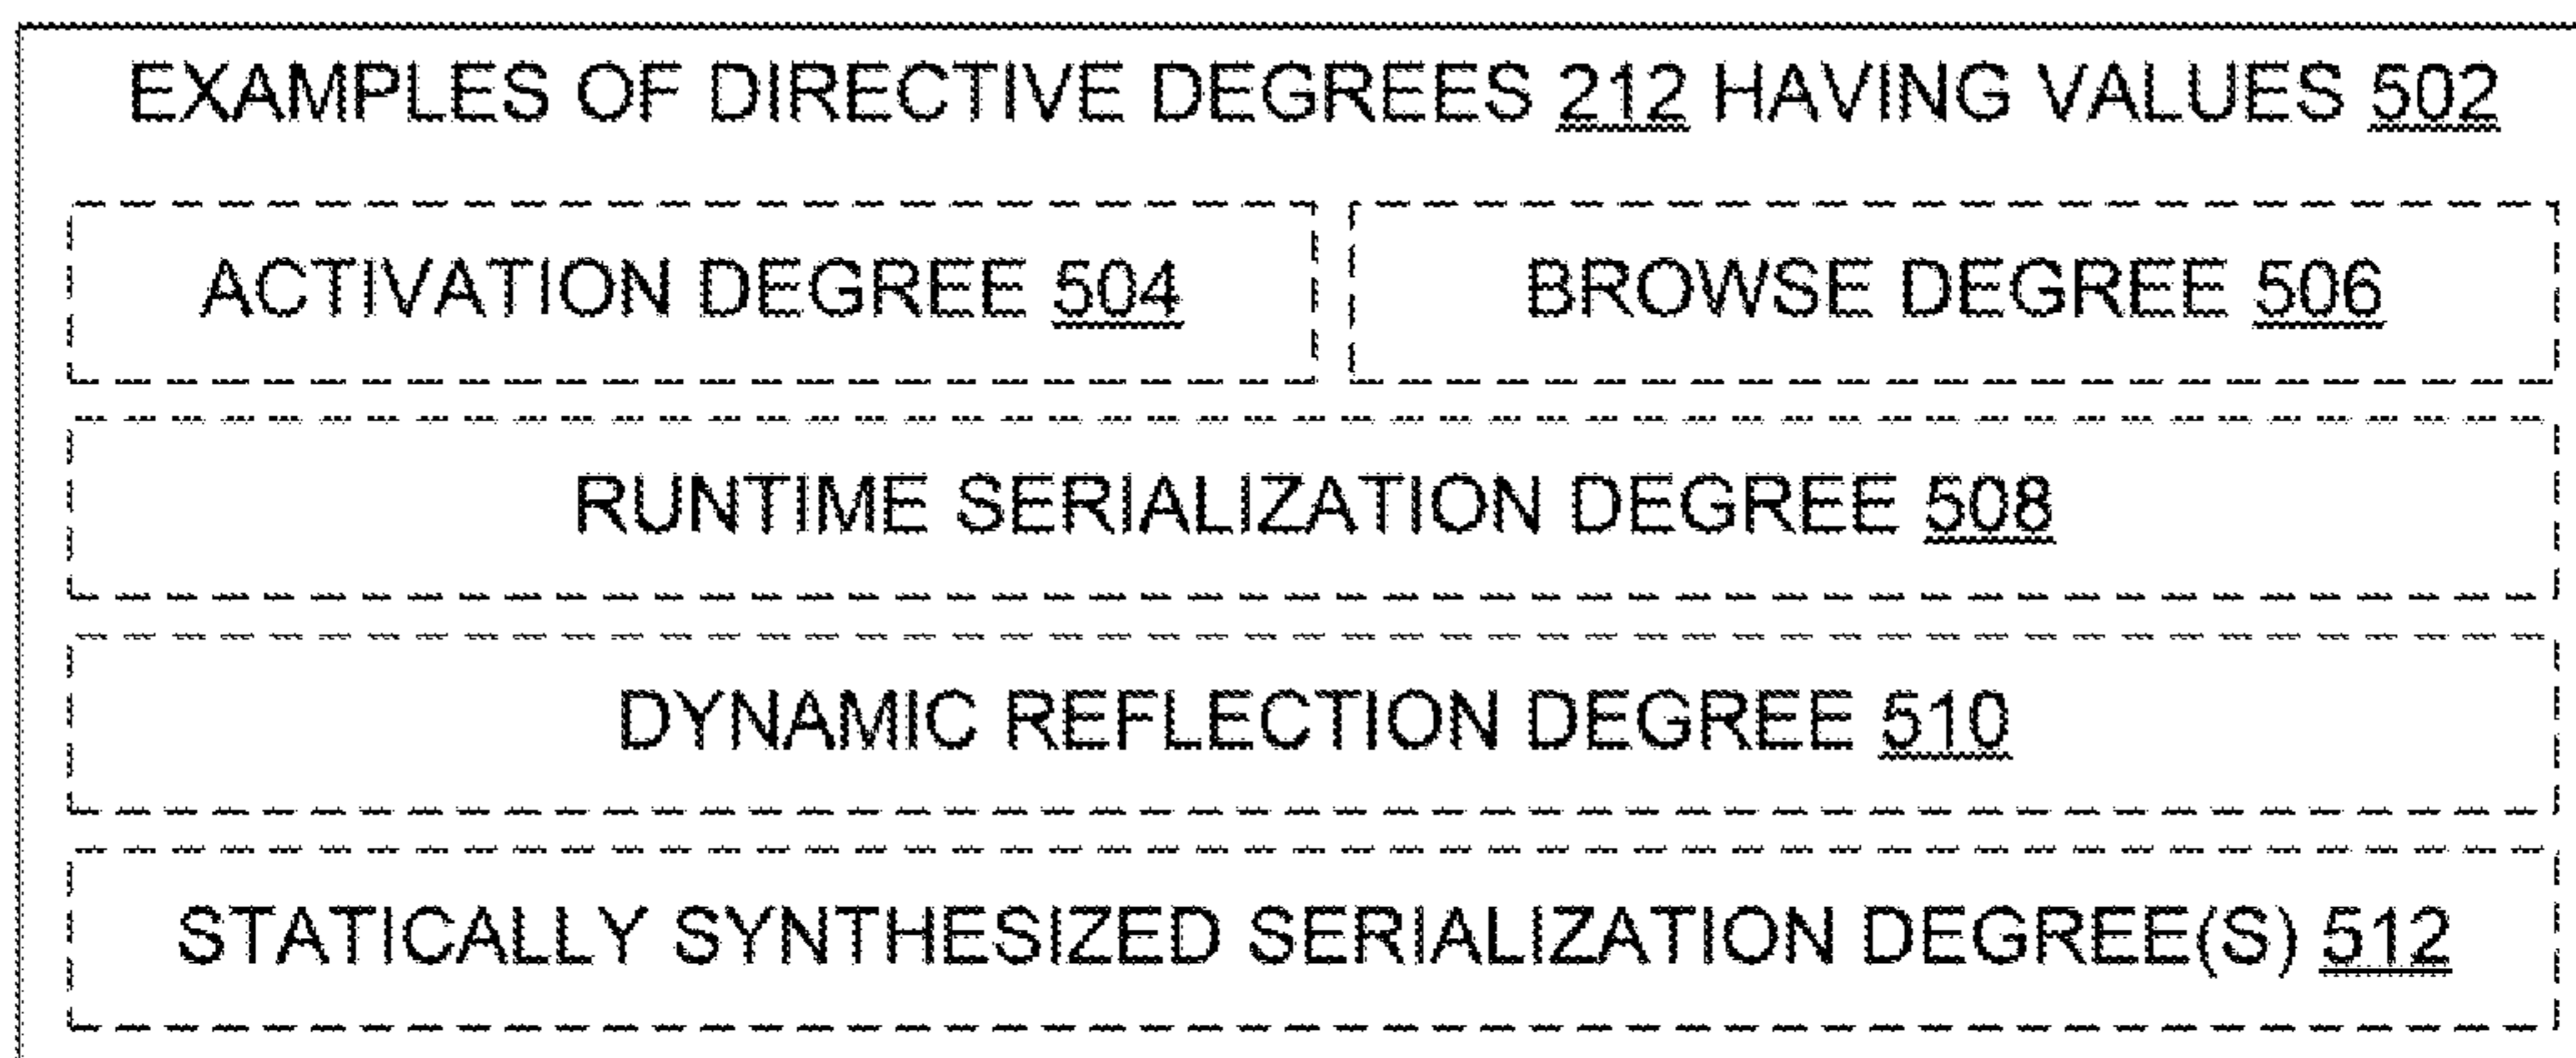 EXAMPLES OF DIRECTIVE DEGREES 212 HAVING VALUES 502
ACTIVATION DEGREE 504
BROWSE DEGREE 506
RUNTIME SERIALIZATION DEGREE 508
DYNAMIC REFLECTION DEGREE 510
STATICALLY SYNTHESIZED SERIALIZATION DEGREE(S) 512